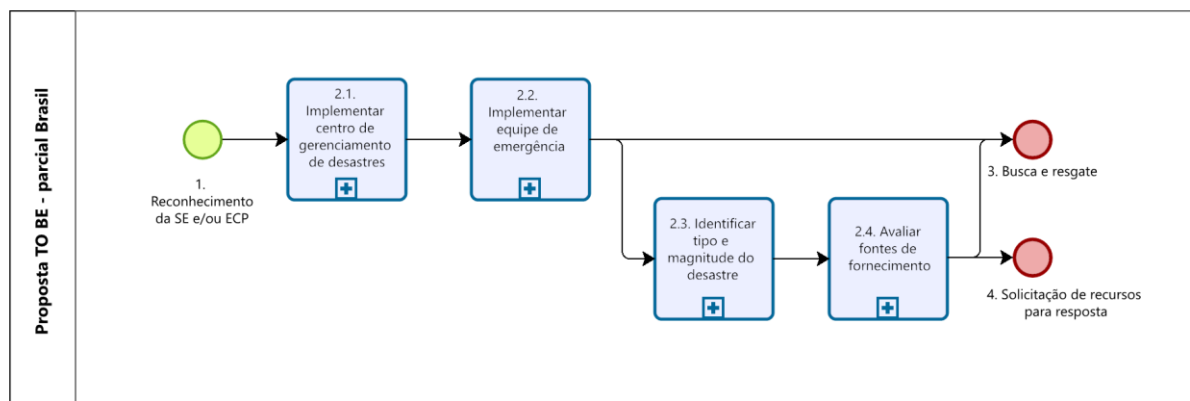 Proposta TO BE - parcial Brasil
1.
Reconhecimento
da SE e/ou ECP
2.1.
Implementar
centro de
gerenciamento
de desastres
2.2.
Implementar
equipe de
emergência
2.3. Identificar
tipo e
magnitude do
desastre
2.4. Avaliar
fontes de
fornecimento
3. Busca e resgate
4. Solicitação de recursos
para resposta